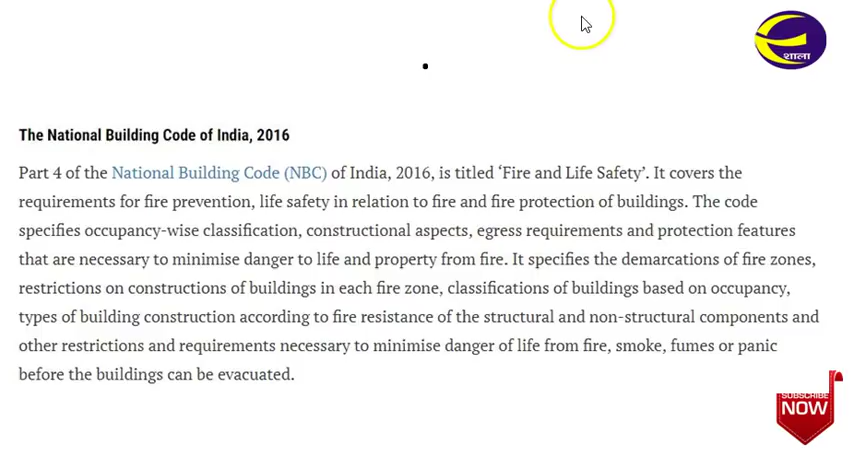 शाला
The National Building Code of India, 2016
Part 4 of the National Building Code (NBC) of India, 2016, is titled ‘Fire and Life Safety’. It covers the
requirements for fire prevention, life safety in relation to fire and fire protection of buildings. The code
specifies occupancy-wise classification, constructional aspects, egress requirements and protection features
that are necessary to minimise danger to life and property from fire. It specifies the demarcations of fire zones,
restrictions on constructions of buildings in each fire zone, classifications of buildings based on occupancy,
types of building construction according to fire resistance of the structural and non-structural components and
other restrictions and requirements necessary to minimise danger of life from fire, smoke, fumes or panic
before the buildings can be evacuated.
SUBSCRIBE
NOW